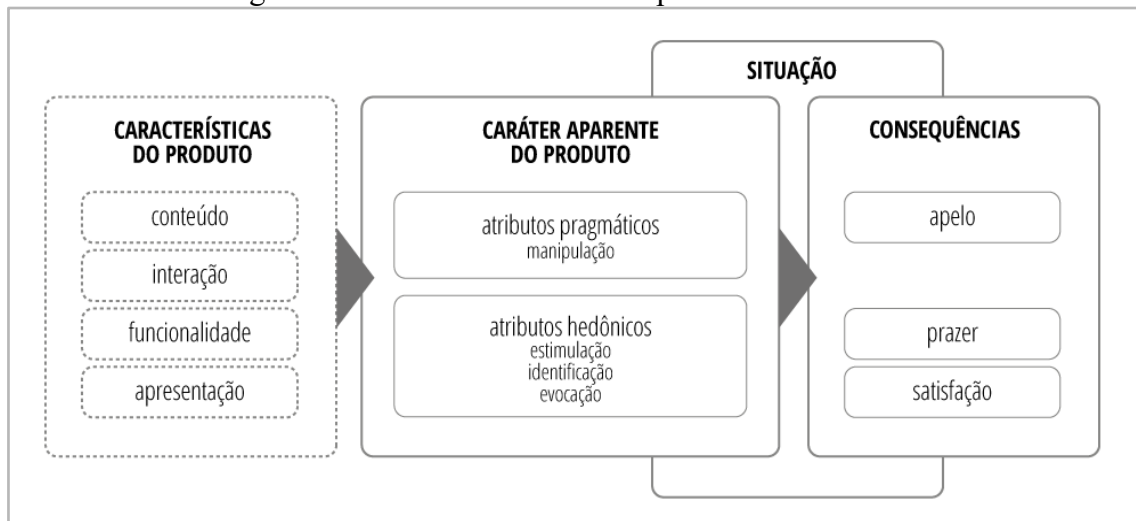 SITUAÇÃO
CARACTERÍSTICAS
DO PRODUTO
conteúdo
interação
funcionalidade
apresentação
CARÁTER APARENTE
DO PRODUTO
atributos pragmáticos
manipulação
atributos hedônicos
estimulação
identificação
evocação
CONSEQUÊNCIAS
apelo
prazer
satisfação